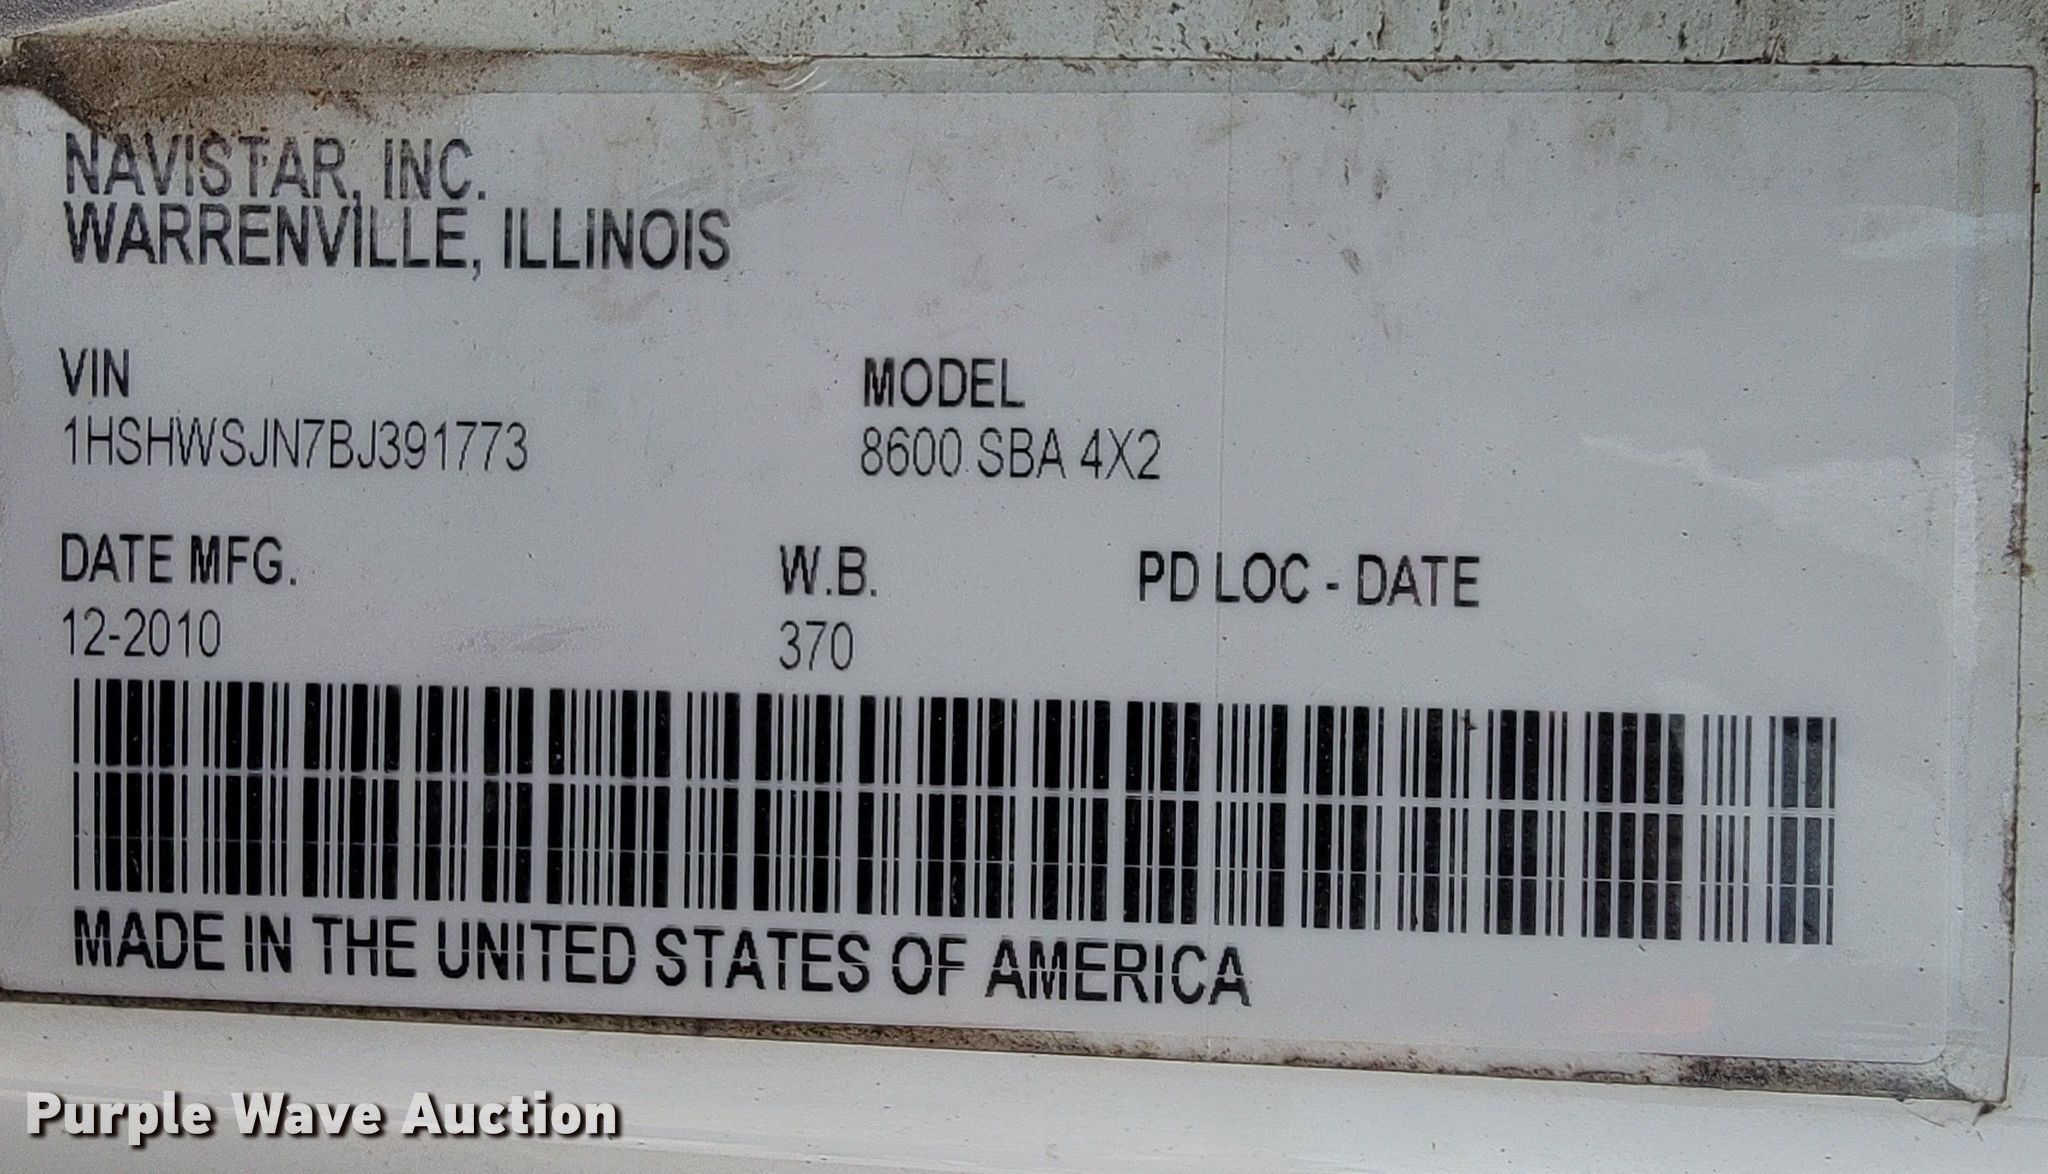 NAVISTAR, INC.
WARRENVILLE, ILLINOIS
VIN MODEL
1HSHWSJN7BJ391773 8600 SBA 4X2
DATE MFG. W.B. PD LOC - DATE
12-2010 370
MADE IN THE UNITED STATES OF AMERICA
Purple Wave Auction